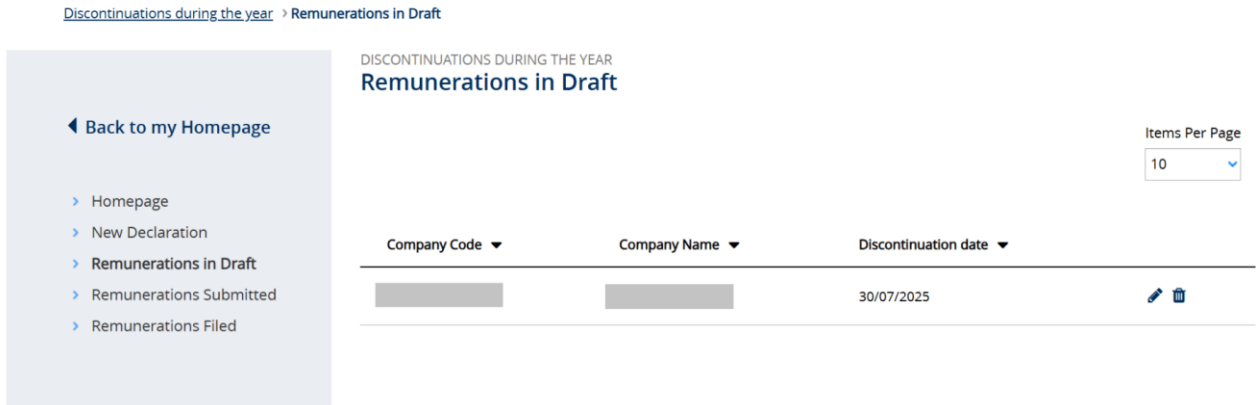 Discontinuations during the year > Remunerations in Draft
DISCONTINUATIONS DURING THE YEAR
Remunerations in Draft
Back to my Homepage
Homepage
New Declaration
Remunerations in Draft
Remunerations Submitted
Remunerations Filed
Items Per Page
10
Company Code Company Name Discontinuation date
30/07/2025